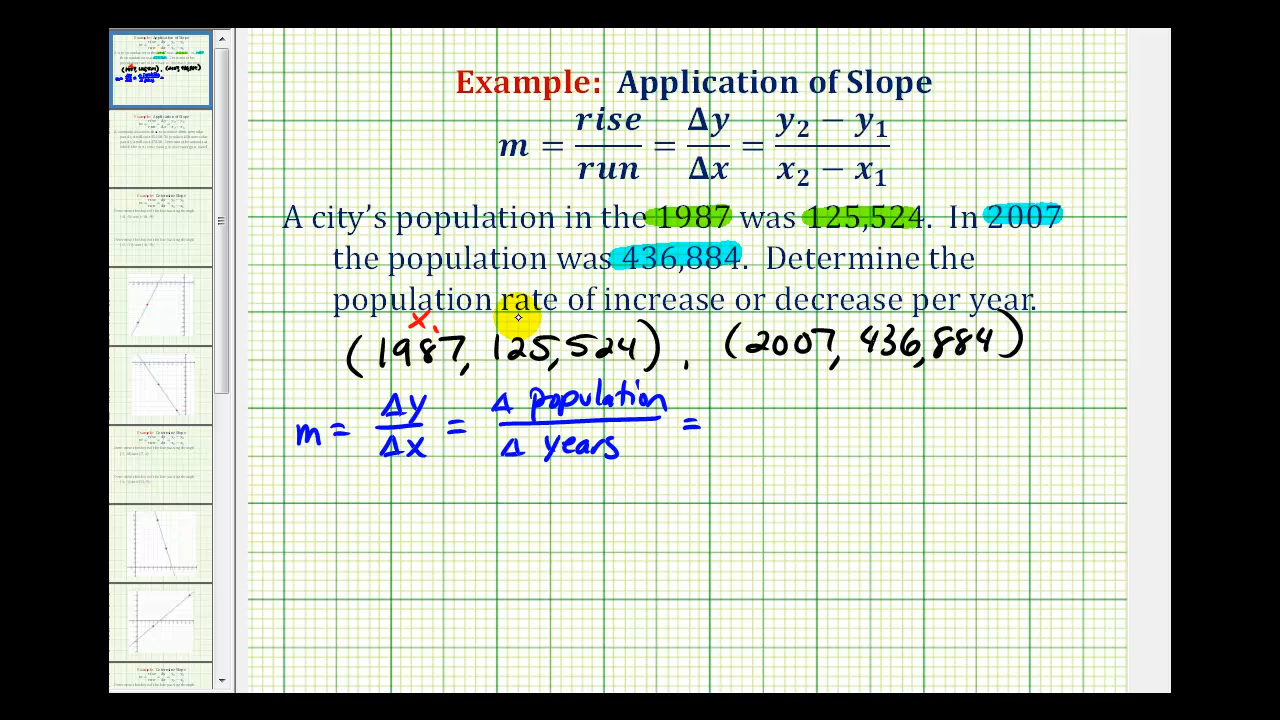 Example: Application of Slope
m = rise/run = Δy/Δx = (y₂ − y₁)/(x₂ − x₁)
A city's population in the 1987 was 125,524. In 2007
the population was 436,884. Determine the
population rate of increase or decrease per year.
x₁
(1987, 125,524), (2007, 436,884)
m = Δy/Δx = Δ population/Δ years =